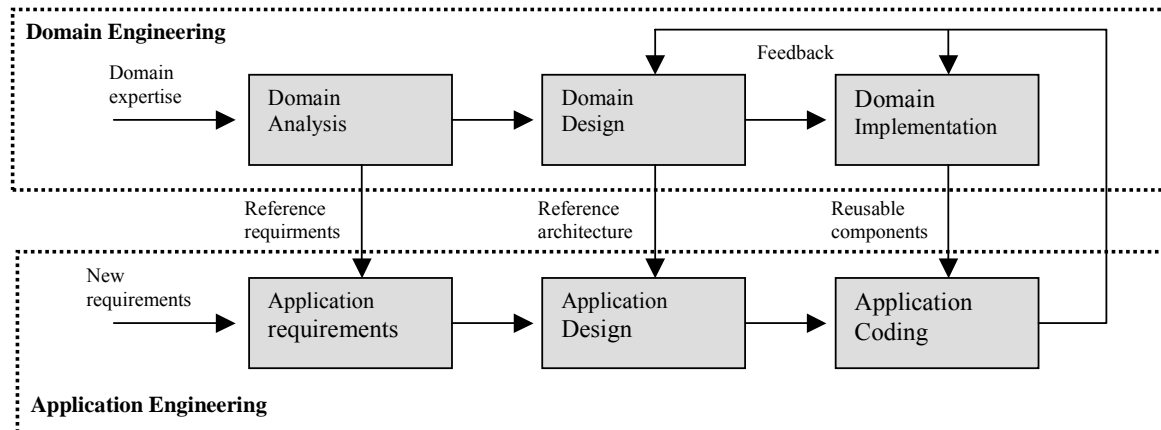 Domain Engineering
Feedback
Domain
expertise
Domain
Analysis
Domain
Design
Domain
Implementation
Reference
requirments
Reference
architecture
Reusable
components
New
requirements
Application
requirements
Application
Design
Application
Coding
Application Engineering